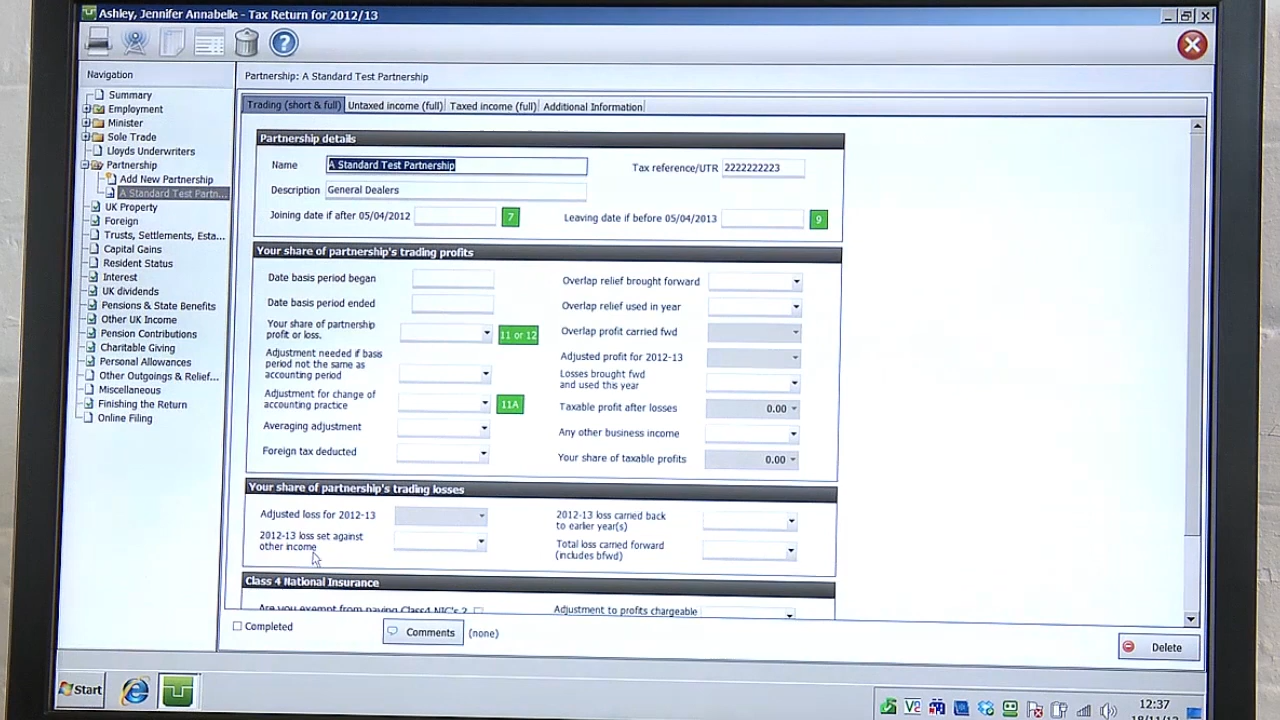 Ashley, Jennifer Annabelle - Tax Return for 2012/13
Navigation
Summary
Employment
Minister
Sole Trade
Lloyds Underwriters
Partnership
Add New Partnership
A Standard Test Partn...
UK Property
Foreign
Trusts, Settlements, Esta...
Capital Gains
Resident Status
Interest
UK dividends
Pensions & State Benefits
Other UK Income
Pension Contributions
Charitable Giving
Personal Allowances
Other Outgoings & Relief...
Miscellaneous
Finishing the Return
Online Filing
Partnership: A Standard Test Partnership
Trading (short & full) Untaxed income (full) Taxed income (full) Additional Information
Partnership details
Name A Standard Test Partnership Tax reference/UTR 2222222223
Description General Dealers
Joining date if after 05/04/2012 7 Leaving date if before 05/04/2013 9
Your share of partnership's trading profits
Date basis period began Overlap relief brought forward
Date basis period ended Overlap relief used in year
Your share of partnership
profit or loss. 11 or 12 Overlap profit carried fwd
Adjustment needed if basis
period not the same as
accounting period
Adjusted profit for 2012-13
Losses brought fwd
and used this year
Adjustment for change of
accounting practice 11A Taxable profit after losses 0.00
Averaging adjustment Any other business income
Foreign tax deducted Your share of taxable profits 0.00
Your share of partnership's trading losses
Adjusted loss for 2012-13
2012-13 loss set against
other income
2012-13 loss carried back
to earlier year(s)
Total loss carried forward
(includes bfwd)
Class 4 National Insurance
Are you exempt from paying Class4 NIC's ? Adjustment to profits chargeable
Completed Comments (none) Delete
Start V2 12:37